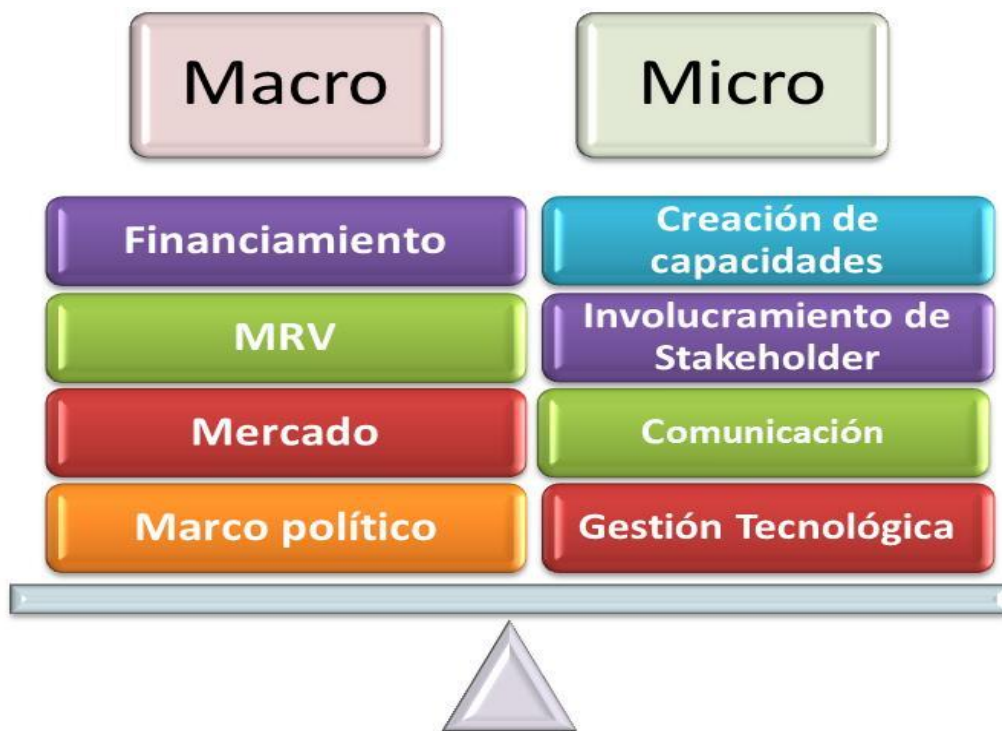 Macro
Micro
Financiamiento
MRV
Mercado
Marco político
Creación de
capacidades
Involucramiento de
Stakeholder
Comunicación
Gestión Tecnológica